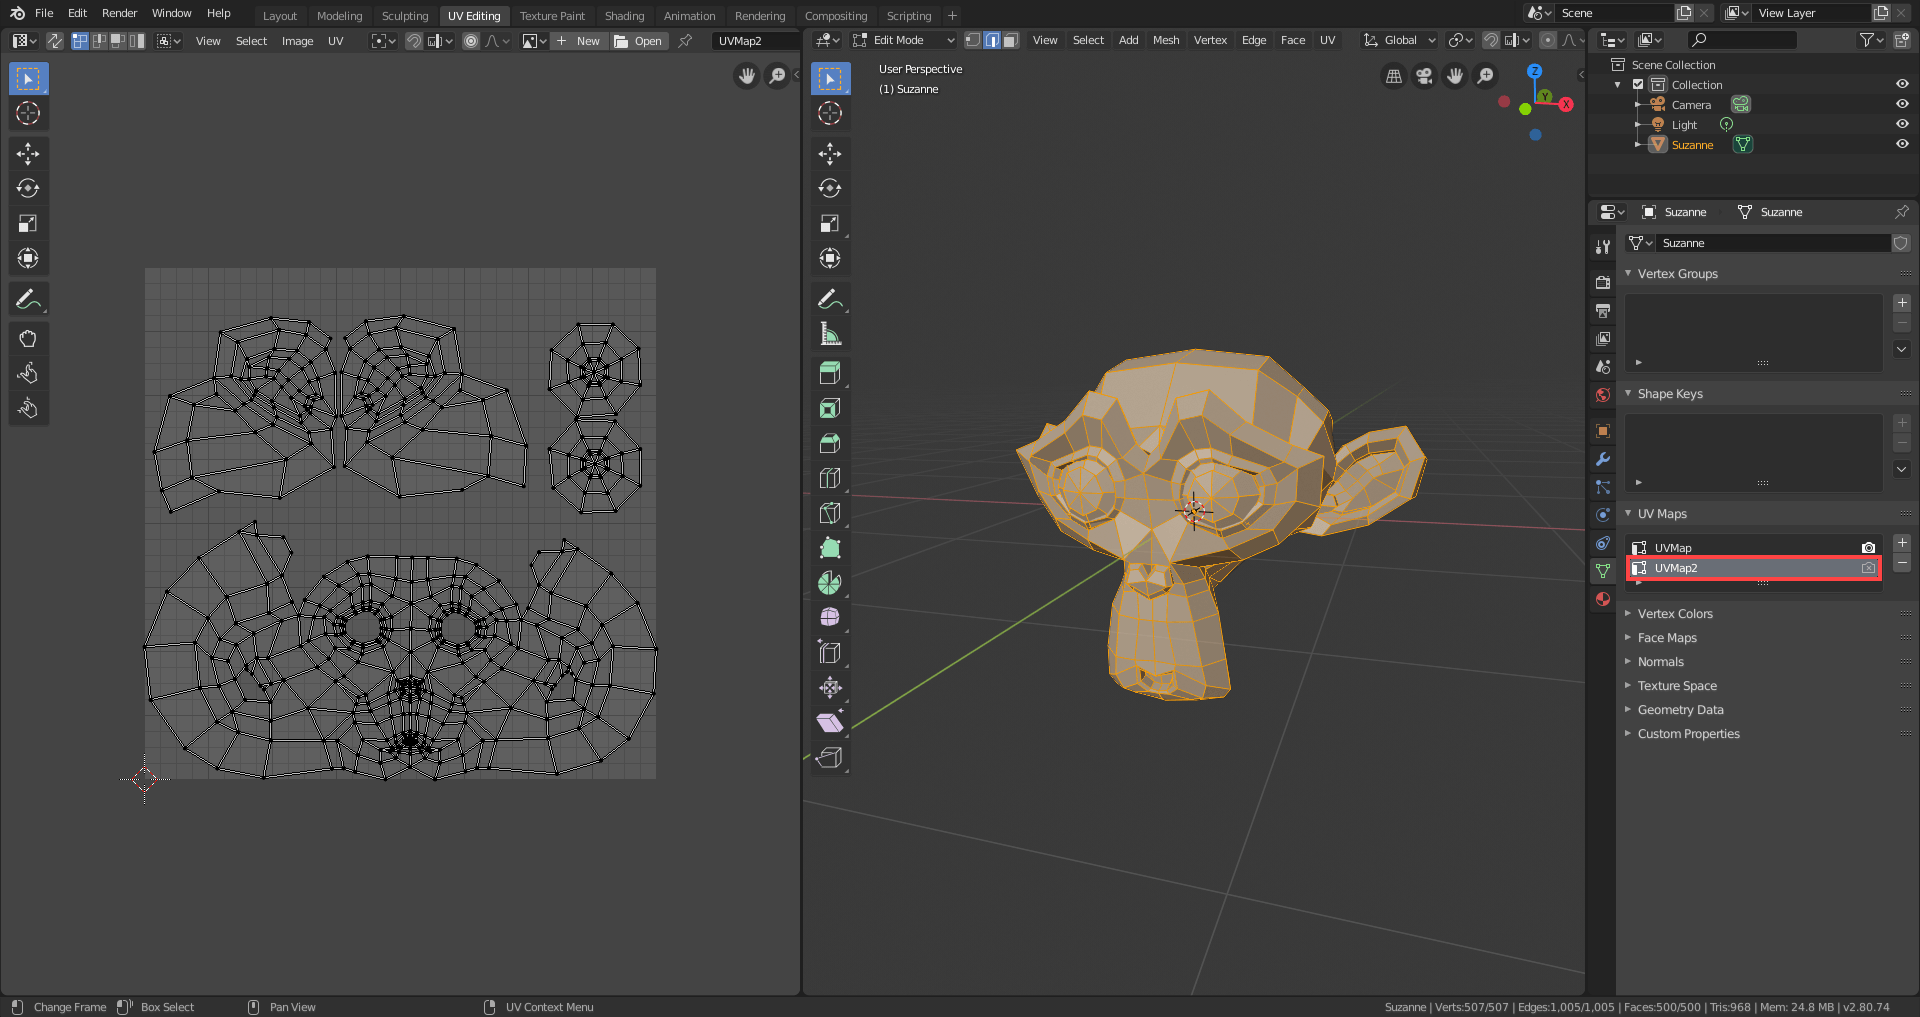 File Edit Render Window Help
Layout Modeling Sculpting UV Editing Texture Paint Shading Animation Rendering Compositing Scripting +
Scene
View Layer
View Select Image UV
New
Open
UVMap2
Edit Mode
View Select Add Mesh Vertex Edge Face UV
Global
User Perspective
(1) Suzanne
Z
Y
X
Scene Collection
Collection
Camera
Light
Suzanne
Suzanne Suzanne
Suzanne
Vertex Groups
Shape Keys
UV Maps
UVMap
UVMap2
Vertex Colors
Face Maps
Normals
Texture Space
Geometry Data
Custom Properties
Change Frame Box Select Pan View UV Context Menu
Suzanne | Verts:507/507 | Edges:1,005/1,005 | Faces:500/500 | Tris:968 | Mem: 24.8 MB | v2.80.74